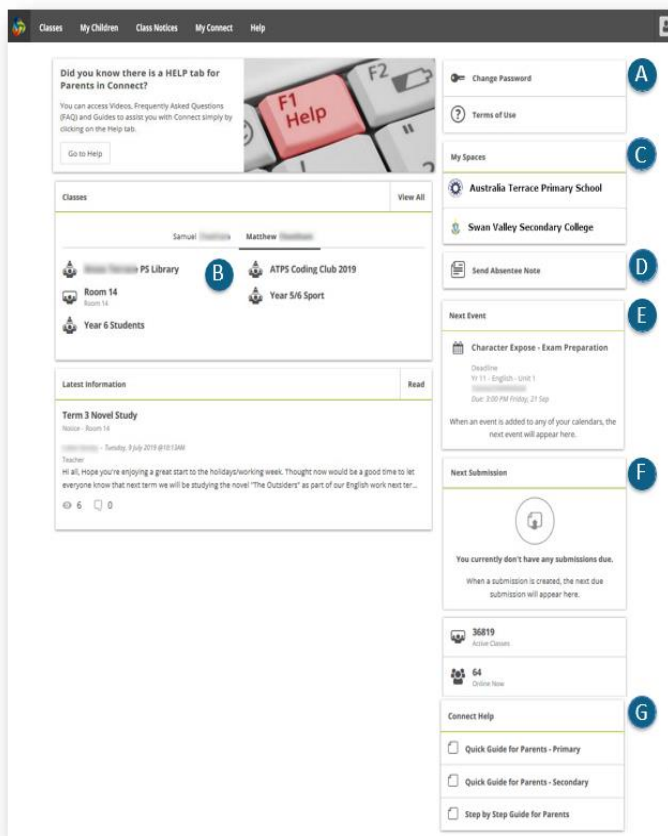 Classes My Children Class Notices My Connect Help
Did you know there is a HELP tab for
Parents in Connect?
You can access Videos, Frequently Asked Questions
(FAQ) and Guides to assist you with Connect simply by
clicking on the Help tab.
Go to Help
F1
Help
F2
"
Classes View All
Samuel Matthew
PS Library
Room 14
Room 14
Year 6 Students
B
ATPS Coding Club 2019
Year 5/6 Sport
Latest Information Read
Term 3 Novel Study
Notice - Room 14
- Tuesday, 9 July 2019 @10:13AM
Teacher
Hi all, Hope you're enjoying a great start to the holidays/working week. Thought now would be a good time to let
everyone know that next term we will be studying the novel "The Outsiders" as part of our English work next ter...
6 0
A
Change Password
Terms of Use
My Spaces C
Australia Terrace Primary School
Swan Valley Secondary College
Send Absentee Note D
Next Event E
Character Expose - Exam Preparation
Deadline
Yr 11 - English - Unit 1
Due: 3:00 PM Friday, 21 Sep
When an event is added to any of your calendars, the
next event will appear here.
Next Submission F
You currently don't have any submissions due.
When a submission is created, the next due
submission will appear here.
36819
Active Classes
64
Online Now
Connect Help G
Quick Guide for Parents - Primary
Quick Guide for Parents - Secondary
Step by Step Guide for Parents